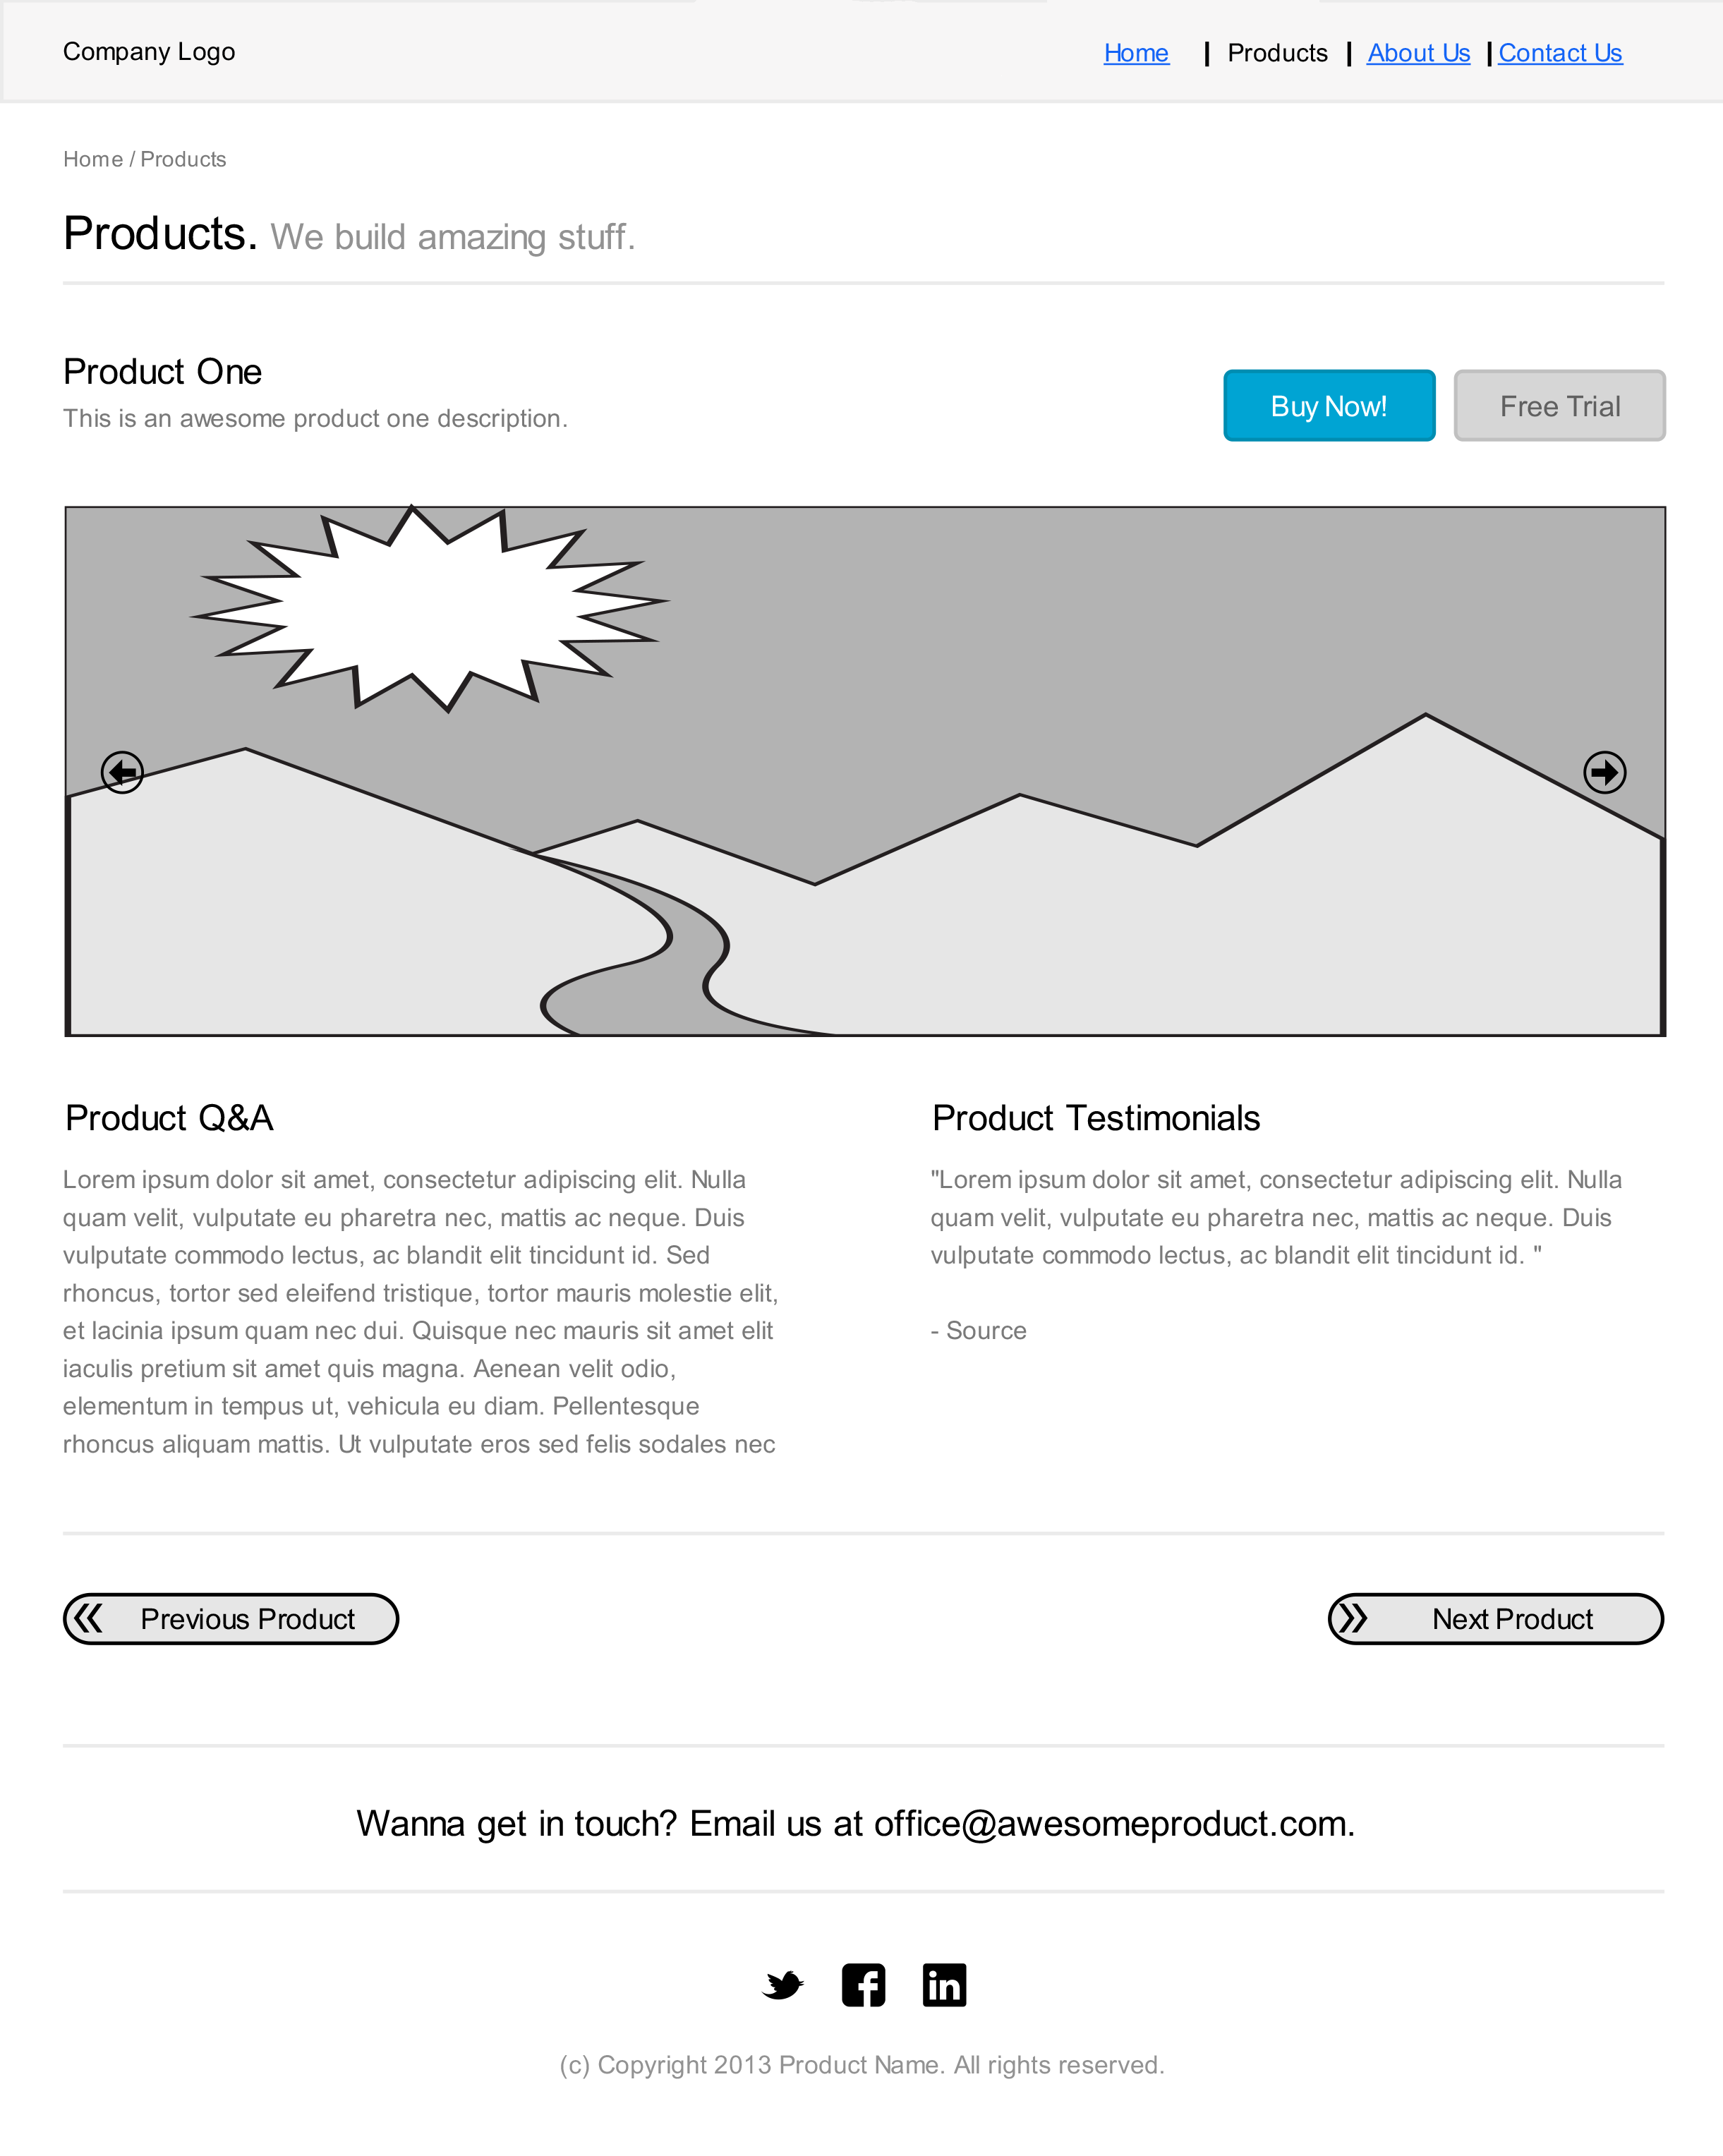 Company Logo
Home | Products | About Us | Contact Us
Home / Products
Products. We build amazing stuff.
Product One
This is an awesome product one description.
Buy Now!
Free Trial
Product Q&A
Lorem ipsum dolor sit amet, consectetur adipiscing elit. Nulla
quam velit, vulputate eu pharetra nec, mattis ac neque. Duis
vulputate commodo lectus, ac blandit elit tincidunt id. Sed
rhoncus, tortor sed eleifend tristique, tortor mauris molestie elit,
et lacinia ipsum quam nec dui. Quisque nec mauris sit amet elit
iaculis pretium sit amet quis magna. Aenean velit odio,
elementum in tempus ut, vehicula eu diam. Pellentesque
rhoncus aliquam mattis. Ut vulputate eros sed felis sodales nec
Product Testimonials
"Lorem ipsum dolor sit amet, consectetur adipiscing elit. Nulla
quam velit, vulputate eu pharetra nec, mattis ac neque. Duis
vulputate commodo lectus, ac blandit elit tincidunt id. "
- Source
Previous Product
Next Product
Wanna get in touch? Email us at office@awesomeproduct.com.
f
in
(c) Copyright 2013 Product Name. All rights reserved.